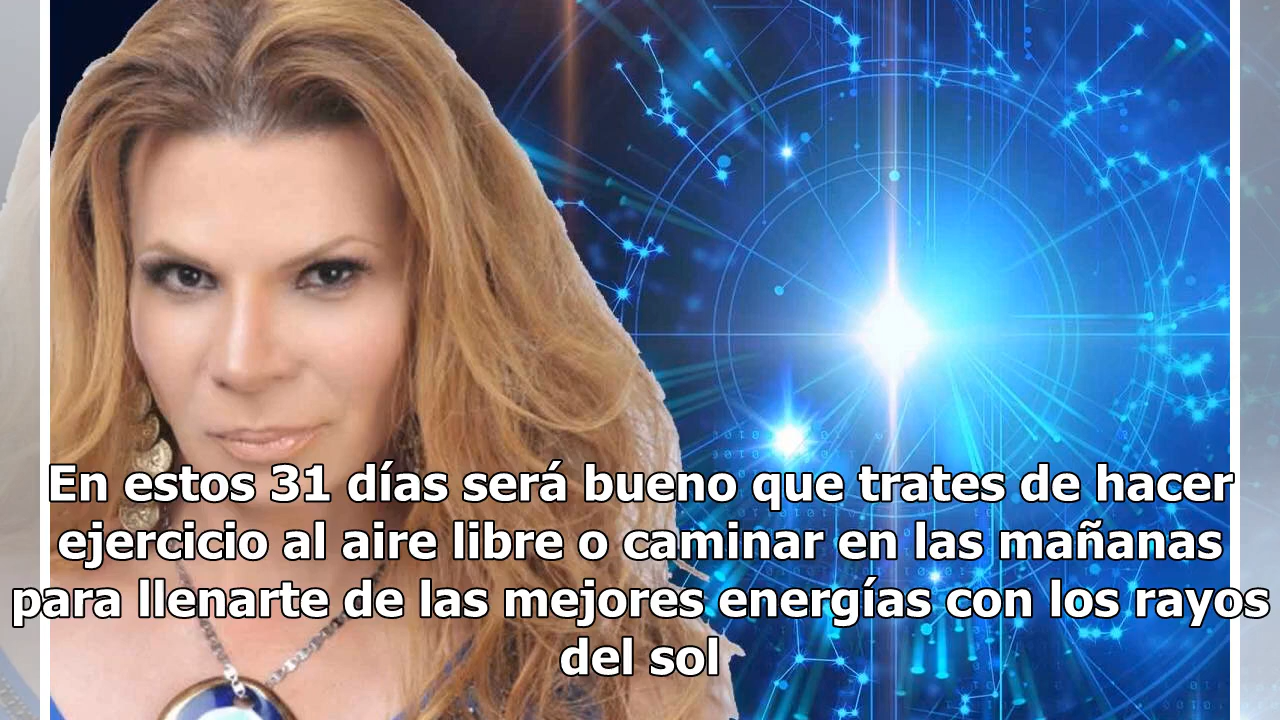 En estos 31 días será bueno que trates de hacer
ejercicio al aire libre o caminar en las mañanas
para llenarte de las mejores energías con los rayos
del sol